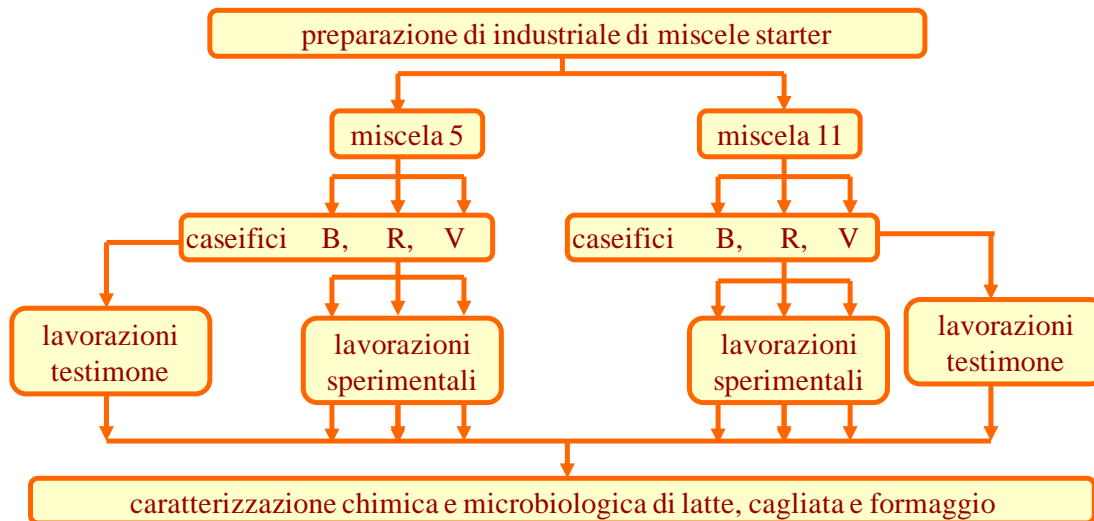 preparazione di industriale di miscele starter
miscela 5
miscela 11
caseifici B, R, V
caseifici B, R, V
lavorazioni
testimone
lavorazioni
sperimentali
lavorazioni
sperimentali
lavorazioni
testimone
caratterizzazione chimica e microbiologica di latte, cagliata e formaggio